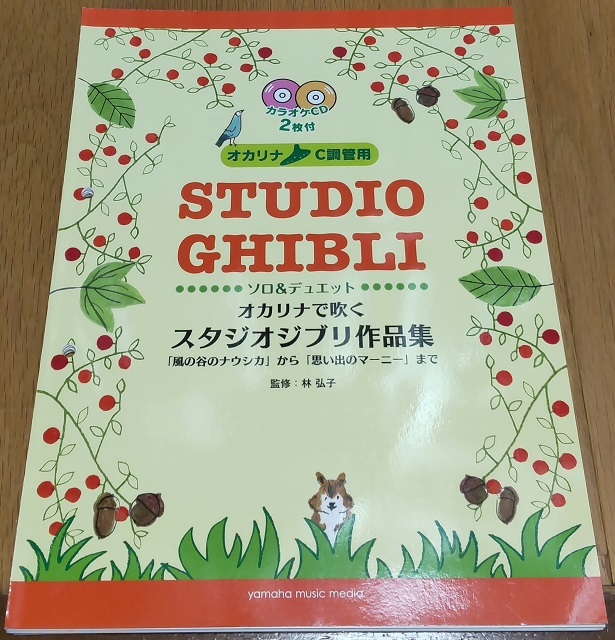 カラオケCD
2枚付
オカリナ C調管用
STUDIO
GHIBLI
ソロ&デュエット
オカリナで吹く
スタジオジブリ作品集
「風の谷のナウシカ」から「思い出のマーニー」まで
監修：林 弘子
yamaha music media